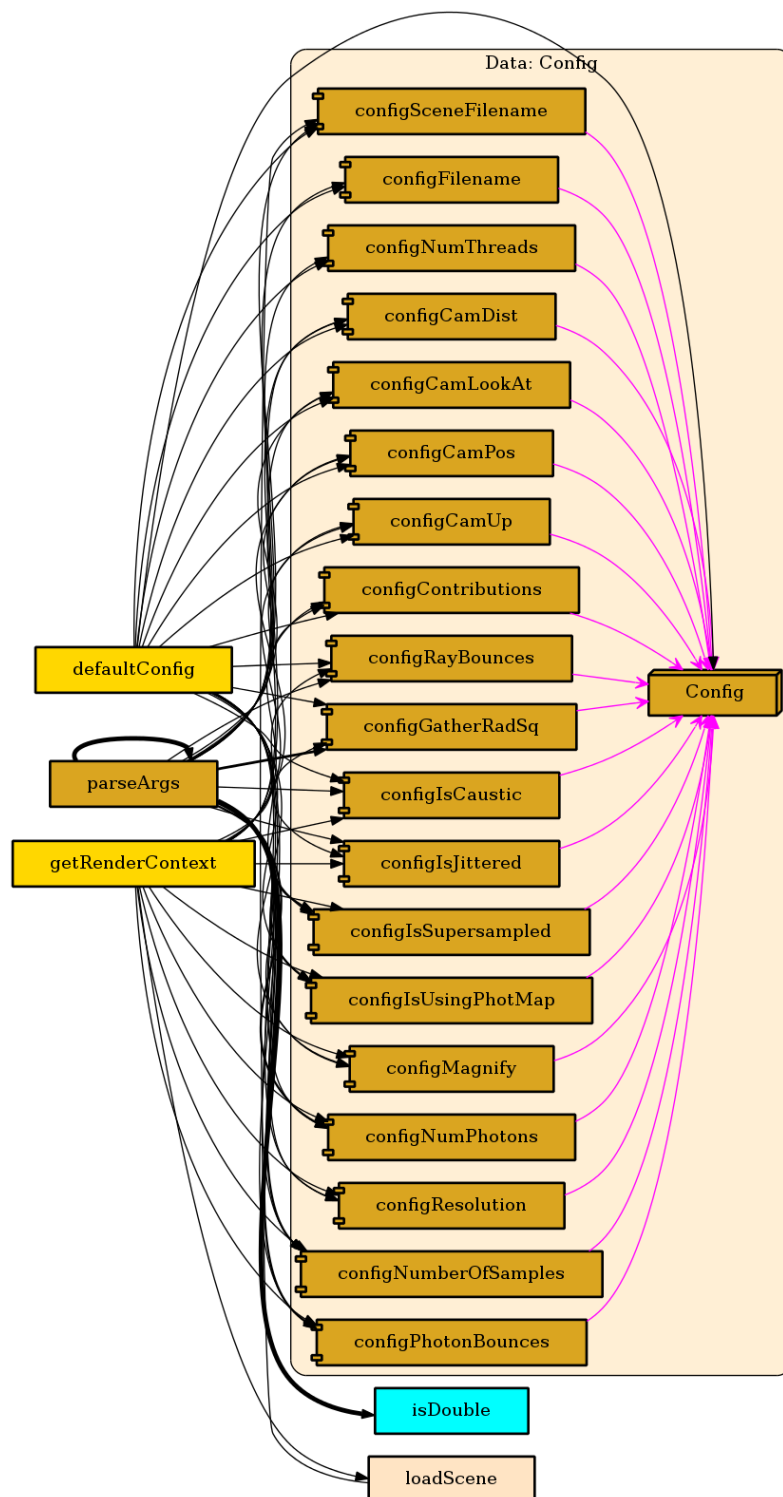 Data: Config
configSceneFilename
configFilename
configNumThreads
configCamDist
configCamLookAt
configCamPos
configCamUp
configContributions
configRayBounces
defaultConfig
Config
configGatherRadSq
parseArgs
configIsCaustic
getRenderContext
configIsJittered
configIsSupersampled
configIsUsingPhotMap
configMagnify
configNumPhotons
configResolution
configNumberOfSamples
configPhotonBounces
isDouble
loadScene